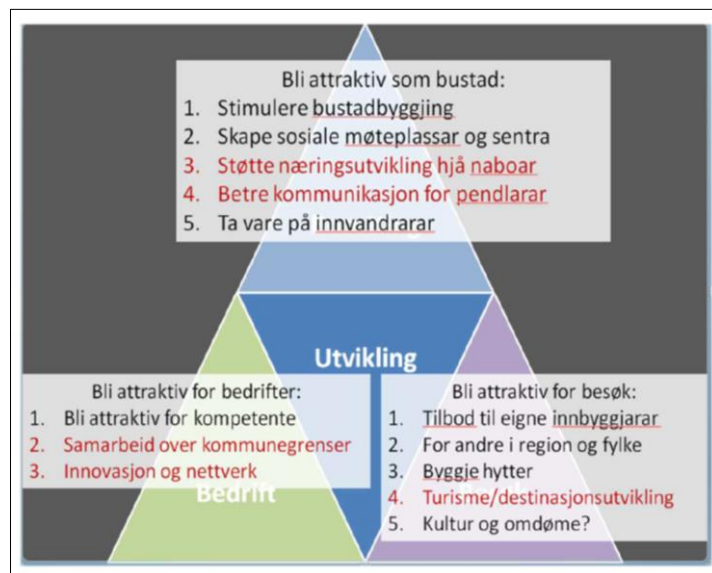 Bli attraktiv som bustad:
1. Stimulere bustadbyggjing
2. Skape sosiale møteplassar og sentra
3. Støtte næringsutvikling hjå naboar
4. Betre kommunikasjon for pendlarar
5. Ta vare på innvandrarar
Utvikling
Bli attraktiv for bedrifter:
1. Bli attraktiv for kompetente
2. Samarbeid over kommunegrenser
3. Innovasjon og nettverk
Bedrift
Bli attraktiv for besøk:
1. Tilbod til eigne innbyggjarar
2. For andre i region og fylke
3. Byggje hytter
4. Turisme/destinasjonsutvikling
5. Kultur og omdøme?